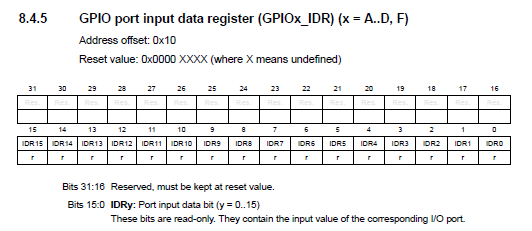 8.4.5 GPIO port input data register (GPIOx_IDR) (x = A..D, F)
Address offset: 0x10
Reset value: 0x0000 XXXX (where X means undefined)
31 30 29 28 27 26 25 24 23 22 21 20 19 18 17 16
Res. Res. Res. Res. Res. Res. Res. Res. Res. Res. Res. Res. Res. Res. Res. Res.
15 14 13 12 11 10 9 8 7 6 5 4 3 2 1 0
IDR15 IDR14 IDR13 IDR12 IDR11 IDR10 IDR9 IDR8 IDR7 IDR6 IDR5 IDR4 IDR3 IDR2 IDR1 IDR0
r r r r r r r r r r r r r r r r
Bits 31:16 Reserved, must be kept at reset value.
Bits 15:0 IDRy: Port input data bit (y = 0..15)
These bits are read-only. They contain the input value of the corresponding I/O port.